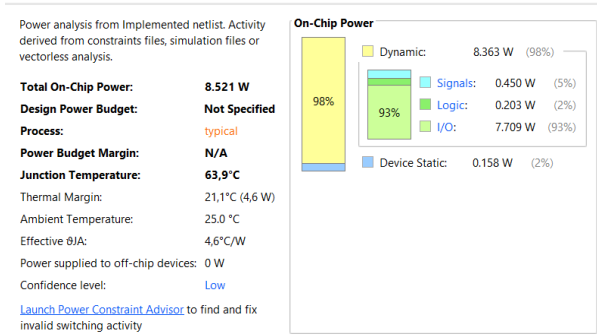 Power analysis from Implemented netlist. Activity
derived from constraints files, simulation files or
vectorless analysis.
Total On-Chip Power: 8.521 W
Design Power Budget: Not Specified
Process: typical
Power Budget Margin: N/A
Junction Temperature: 63,9°C
Thermal Margin: 21,1°C (4,6 W)
Ambient Temperature: 25.0 °C
Effective ϑJA: 4,6°C/W
Power supplied to off-chip devices: 0 W
Confidence level: Low
Launch Power Constraint Advisor to find and fix
invalid switching activity
On-Chip Power
98%
Dynamic: 8.363 W (98%)
93%
Signals: 0.450 W (5%)
Logic: 0.203 W (2%)
I/O: 7.709 W (93%)
Device Static: 0.158 W (2%)